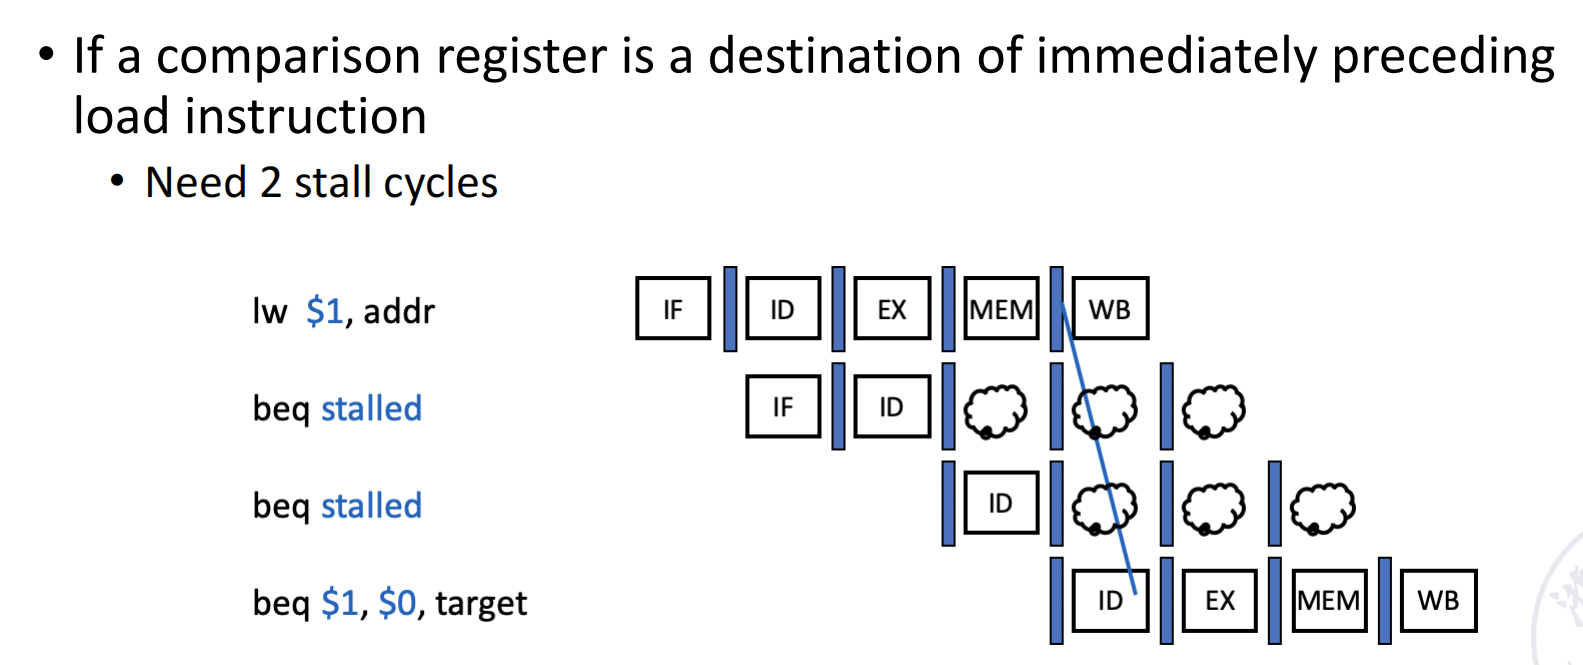 • If a comparison register is a destination of immediately preceding
load instruction
• Need 2 stall cycles
lw $1, addr IF ID EX MEM WB
beq stalled IF ID
beq stalled ID
beq $1, $0, target ID EX MEM WB